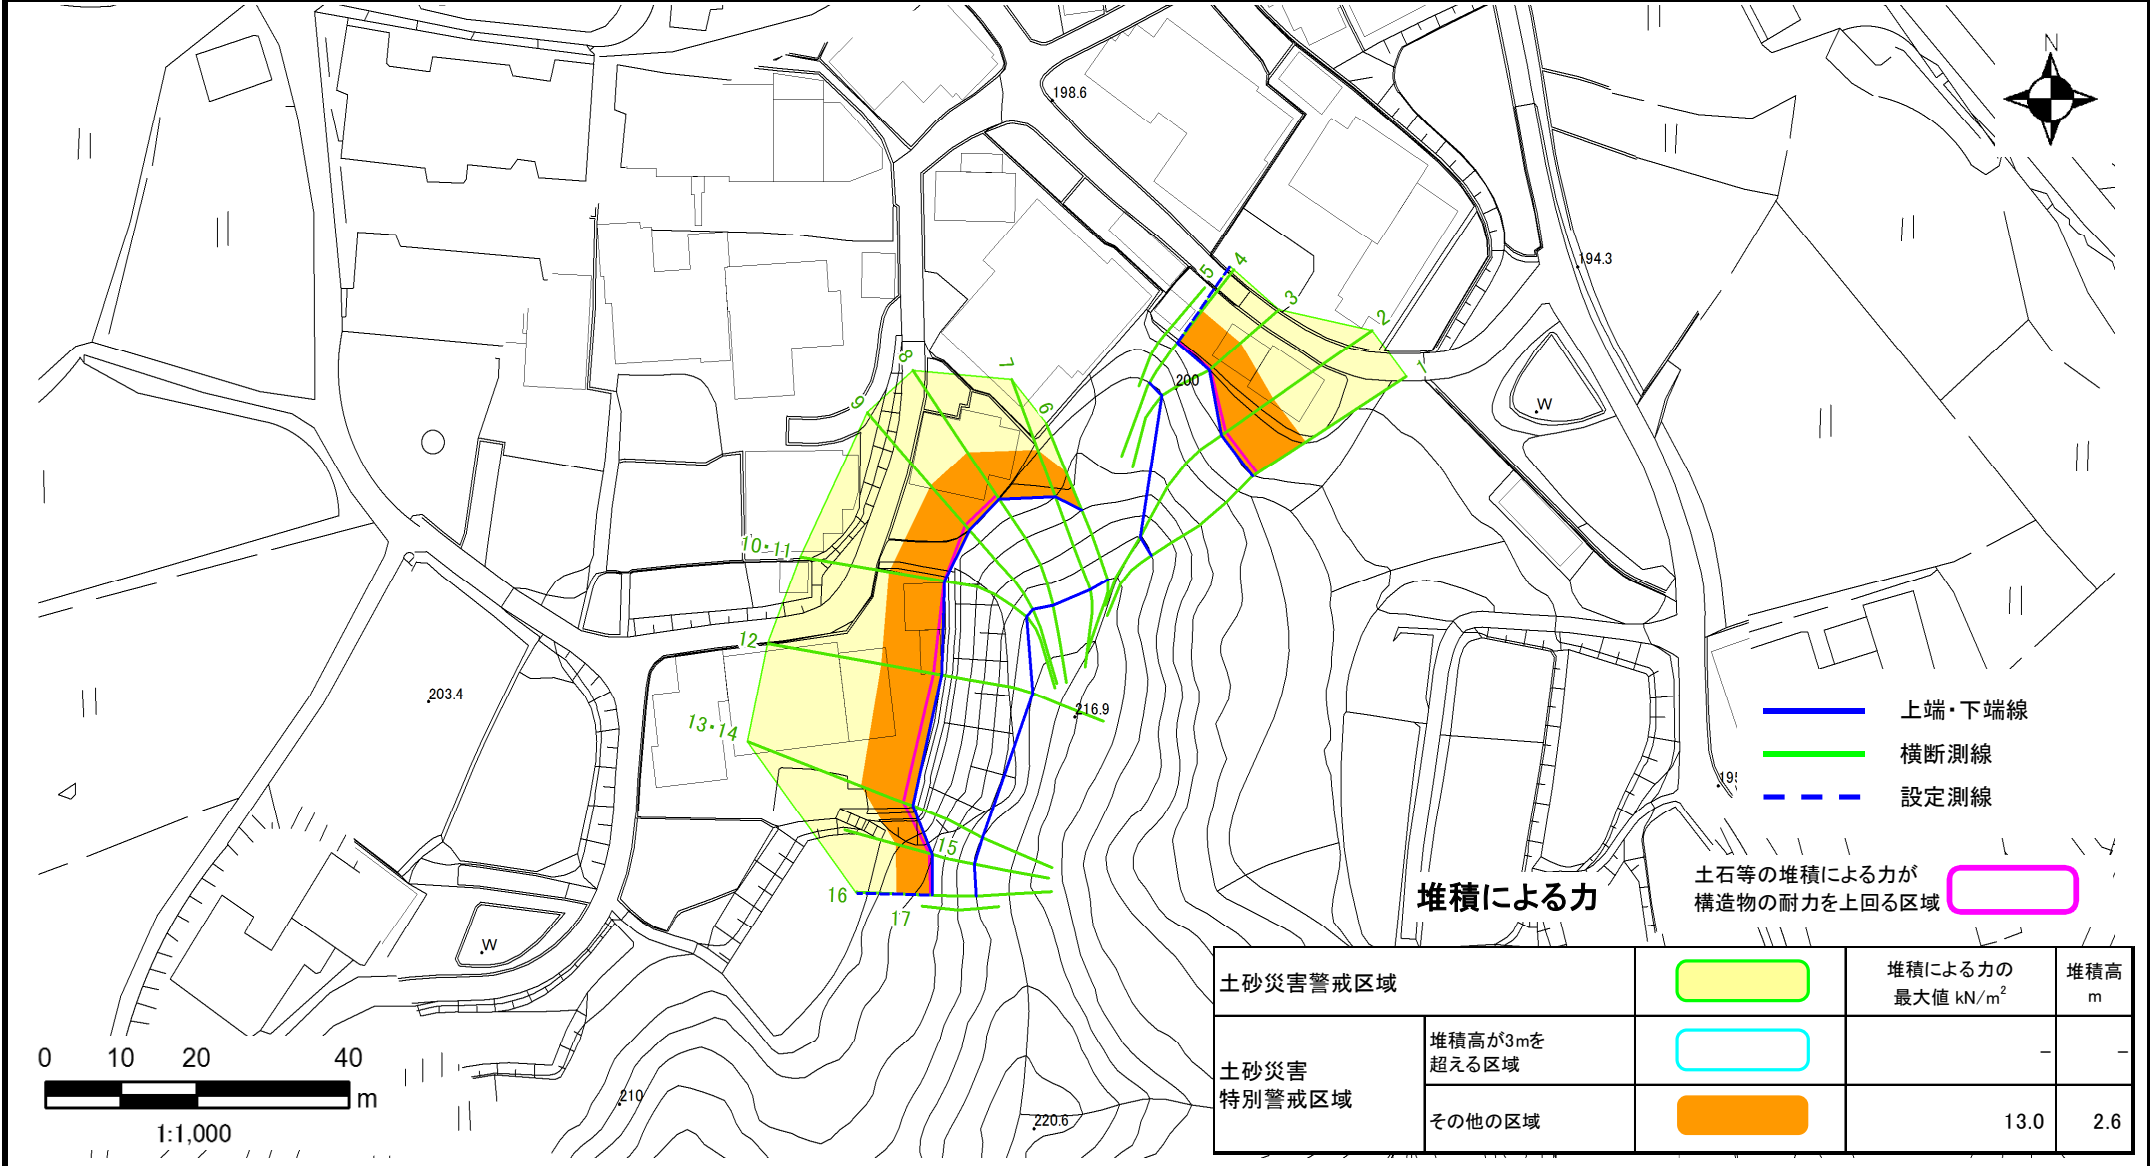 N
198.6
194.3
5
4
3
2
1
200
W
8
7
6
9
10・11
12
13・14
203.4
216.9
15
16
17
W
上端・下端線
横断測線
設定測線
堆積による力
土石等の堆積による力が
構造物の耐力を上回る区域
土砂災害警戒区域
堆積による力の
最大値 kN/m²
堆積高
m
土砂災害
特別警戒区域
堆積高が3mを
超える区域
－
－
その他の区域
13.0
2.6
0 10 20 40
m
1:1,000
210
220.6